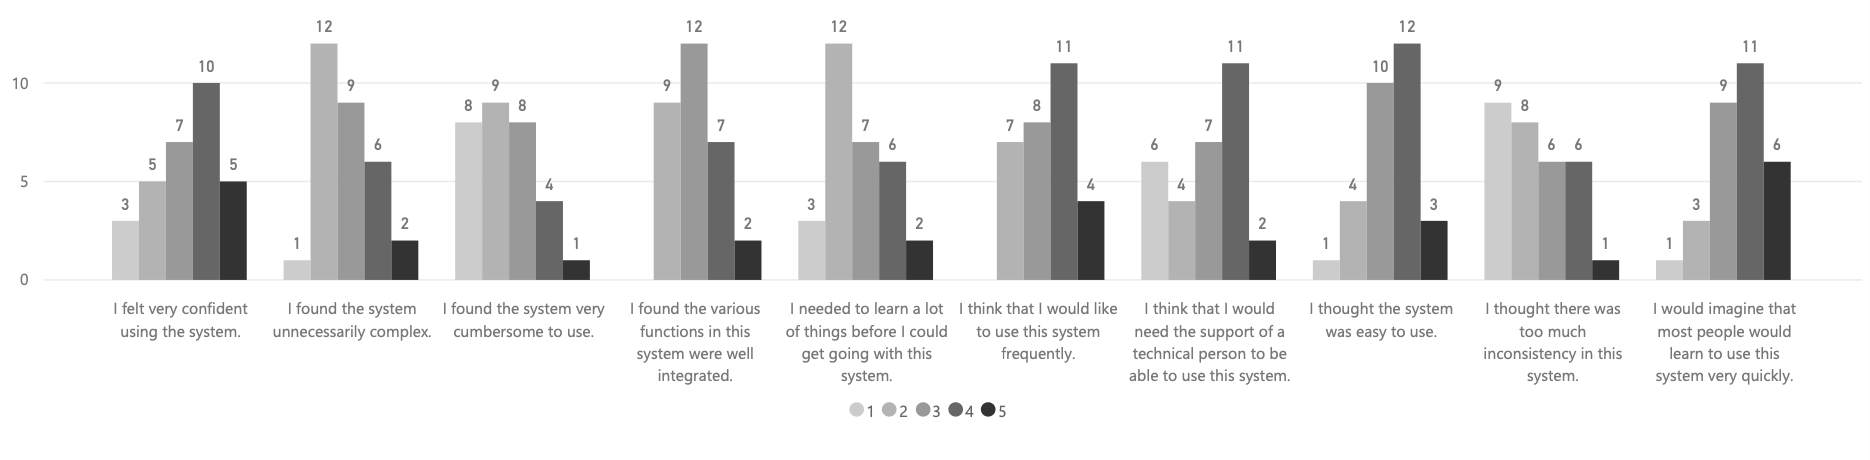 12 12 12 12
10 11 11 10 11
10 9 9 9 9 9
8 8 8 8
7 7 7 7 7
5 5 6 6 6 6 6 6
5 3 4 4 4 4 3 3
1 2 3 2 2 2 1 1
1 1
0
I felt very confident
using the system.
I found the system
unnecessarily complex.
I found the system very
cumbersome to use.
I found the various
functions in this
system were well
integrated.
I needed to learn a lot
of things before I could
get going with this
system.
I think that I would like
to use this system
frequently.
I think that I would
need the support of a
technical person to be
able to use this system.
I thought the system
was easy to use.
I thought there was
too much
inconsistency in this
system.
I would imagine that
most people would
learn to use this
system very quickly.
1 2 3 4 5